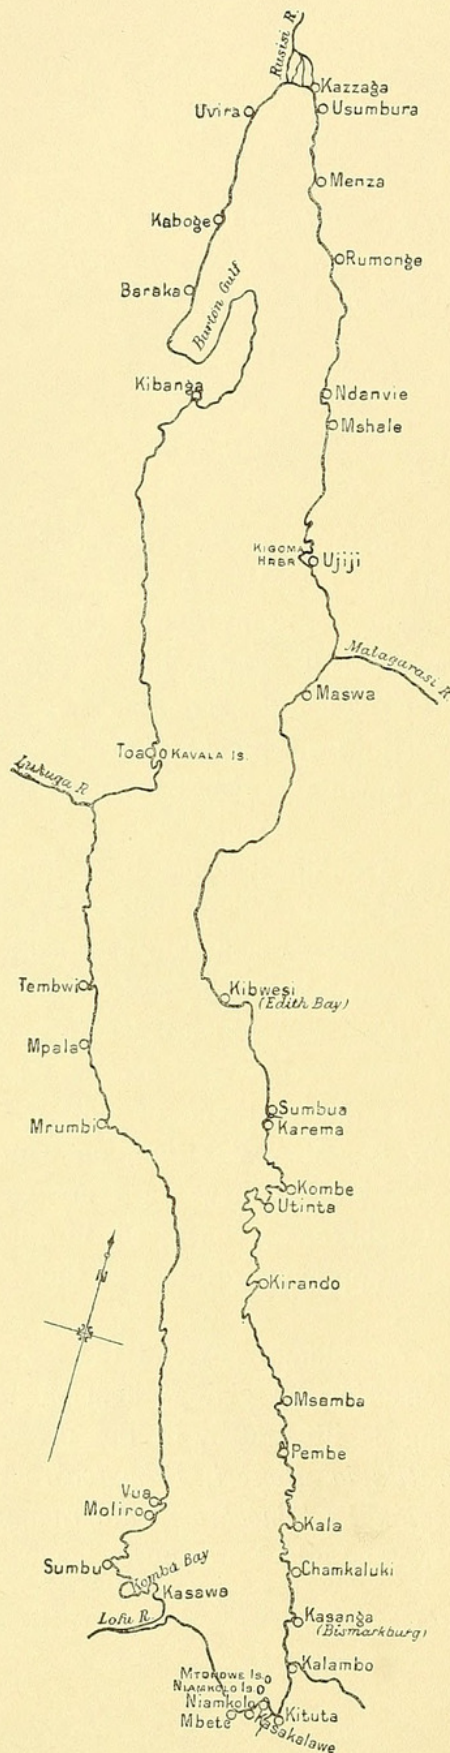 Rusisi R.
Kazzaga
Uvira
Usumbura
Menza
Kaboge
Rumonge
Baraka
Burton Gulf
Kibanga
Ndanvie
Mshale
KIGOMA
HRBR
Ujiji
Malagarasi R.
Maswa
Toa
KAVALA Is.
Lukuga R
Tembwi
Kibwesi
(Edith Bay)
Mpala
Sumbua
Mrumbi
Karema
Kombe
Utinta
N
Kirando
Msamba
Pembe
Vua
Moliro
Kala
Sumbu
Komba Bay
Chamkaluki
Kasawa
Lofu R
Kasanga
(Bismarkburg)
Kalambo
MTONDWE Is.
NIAMKOLO Is.
Niamkolo
Mbete
Kituta
Kasakalawe